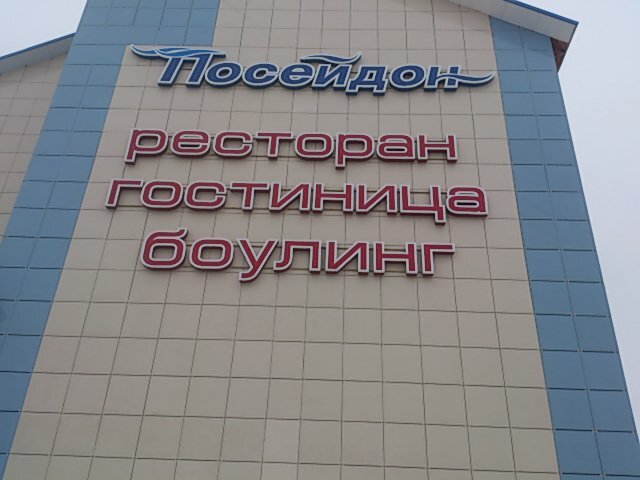 Посейдон
ресторан
гостиница
боулинг